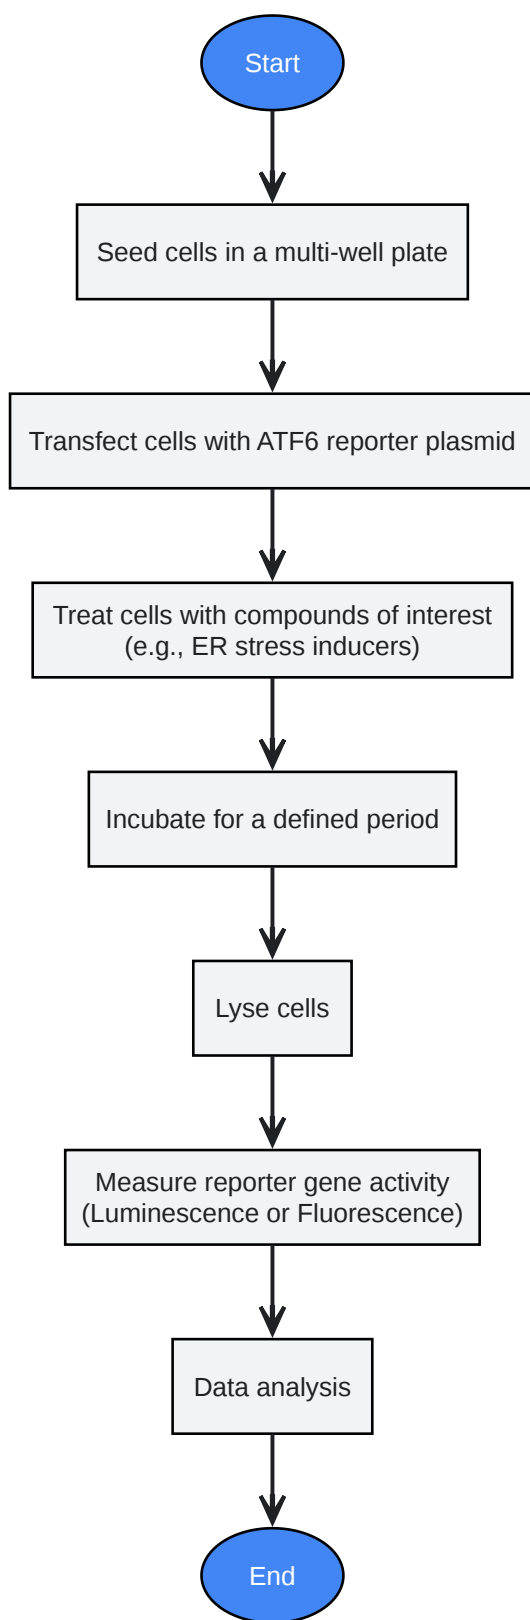 Start
Seed cells in a multi-well plate
Transfect cells with ATF6 reporter plasmid
Treat cells with compounds of interest
(e.g., ER stress inducers)
Incubate for a defined period
Lyse cells
Measure reporter gene activity
(Luminescence or Fluorescence)
Data analysis
End